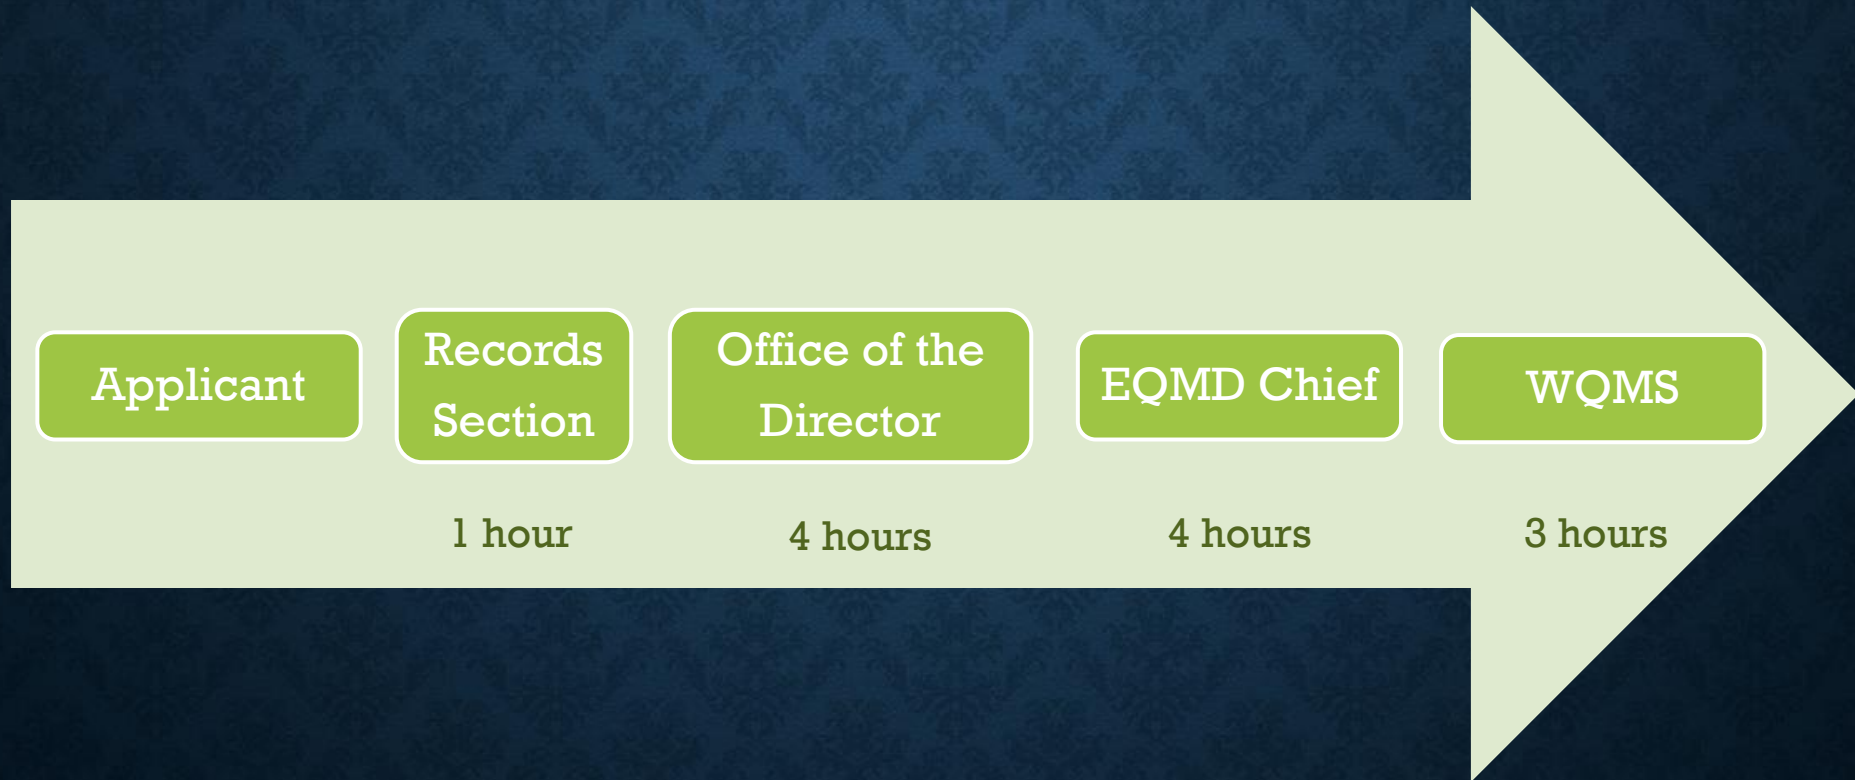 Applicant
Records
Section
Office of the
Director
EQMD Chief
WQMS
1 hour
4 hours
4 hours
3 hours